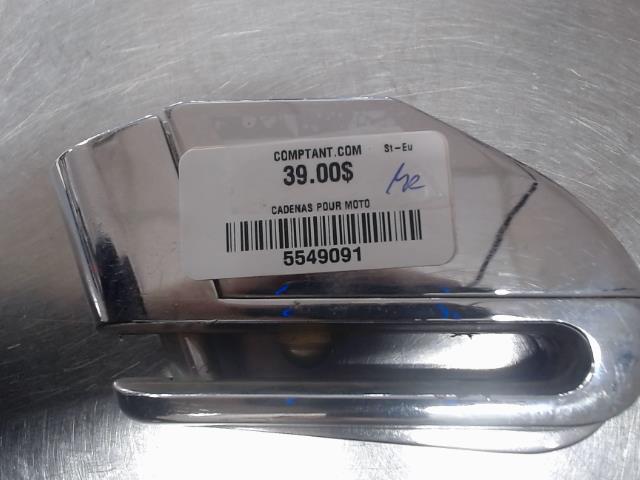 COMPTANT.COM St-Eu
39.00$
CADENAS POUR MOTO
5549091